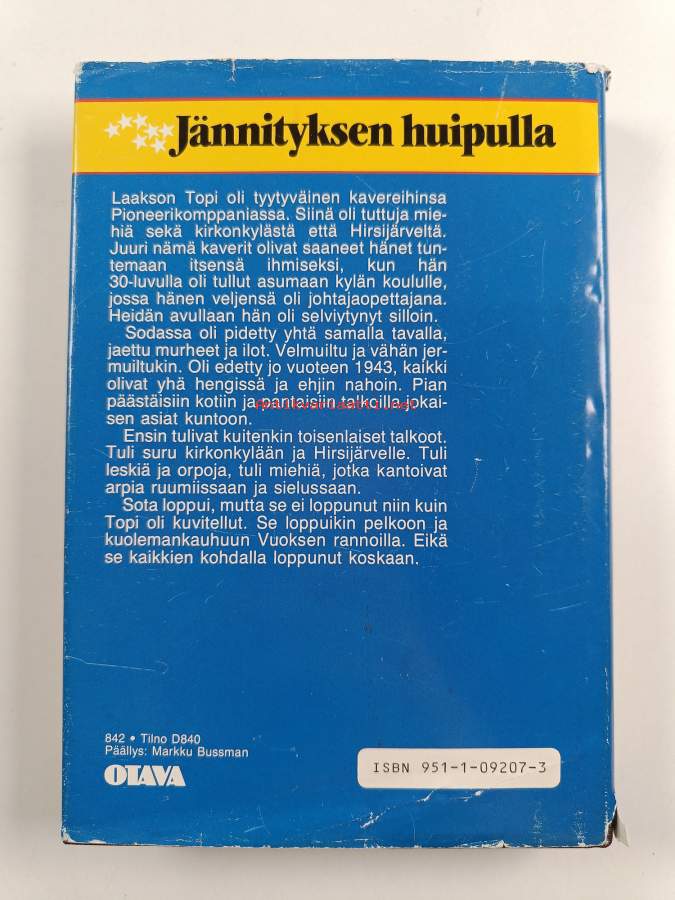 Jännityksen huipulla
Laakson Topi oli tyytyväinen kavereihinsa
Pioneerikomppaniassa. Siinä oli tuttuja mie-
hiä sekä kirkonkylästä että Hirsijärveltä.
Juuri nämä kaverit olivat saaneet hänet tun-
temaan itsensä ihmiseksi, kun hän
30-luvulla oli tullut asumaan kylän koululle,
jossa hänen veljensä oli johtajaopettajana.
Heidän avullaan hän oli selviytynyt silloin.
Sodassa oli pidetty yhtä samalla tavalla,
jaettu murheet ja ilot. Velmuiltu ja vähän jer-
muiltukin. Oli edetty jo vuoteen 1943, kaikki
olivat yhä hengissä ja ehjin nahoin. Pian
päästäisiin kotiin ja pantaisiin talkoilla jokai-
antikvariaatti.net
sen asiat kuntoon.
Ensin tulivat kuitenkin toisenlaiset talkoot.
Tuli suru kirkonkylään ja Hirsijärvelle. Tuli
leskiä ja orpoja, tuli miehiä, jotka kantoivat
arpia ruumiissaan ja sielussaan.
Sota loppui, mutta se ei loppunut niin kuin
Topi oli kuvitellut. Se loppuikin pelkoon ja
kuolemankauhuun Vuoksen rannoilla. Eikä
se kaikkien kohdalla loppunut koskaan.
842 • Tilno D840
Päällys: Markku Bussman
OTAVA
ISBN 951-1-09207-3